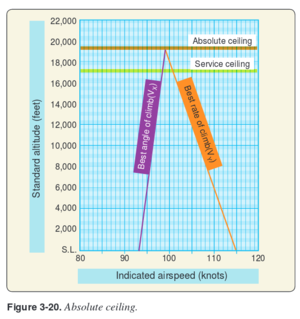 22,000
20,000
18,000
16,000
14,000
12,000
10,000
8,000
6,000
4,000
2,000
S.L.
Standard altitude (feet)
Absolute ceiling
Service ceiling
Best angle of climb(VX)
Best rate of climb(VY)
80 90 100 110 120
Indicated airspeed (knots)
Figure 3-20. Absolute ceiling.